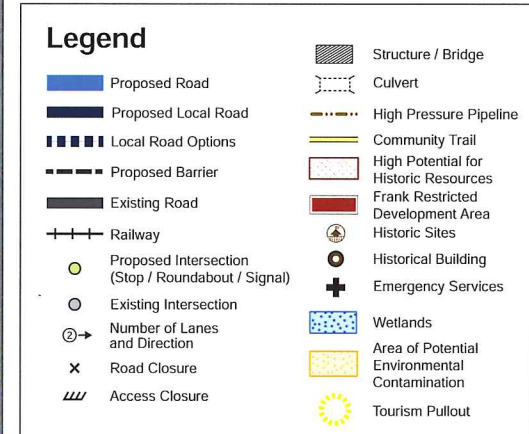 Legend
Proposed Road
Proposed Local Road
Local Road Options
Proposed Barrier
Existing Road
Railway
Proposed Intersection
(Stop / Roundabout / Signal)
Existing Intersection
2
Number of Lanes
and Direction
Road Closure
Access Closure
Structure / Bridge
Culvert
High Pressure Pipeline
Community Trail
High Potential for
Historic Resources
Frank Restricted
Development Area
Historic Sites
Historical Building
Emergency Services
Wetlands
Area of Potential
Environmental
Contamination
Tourism Pullout